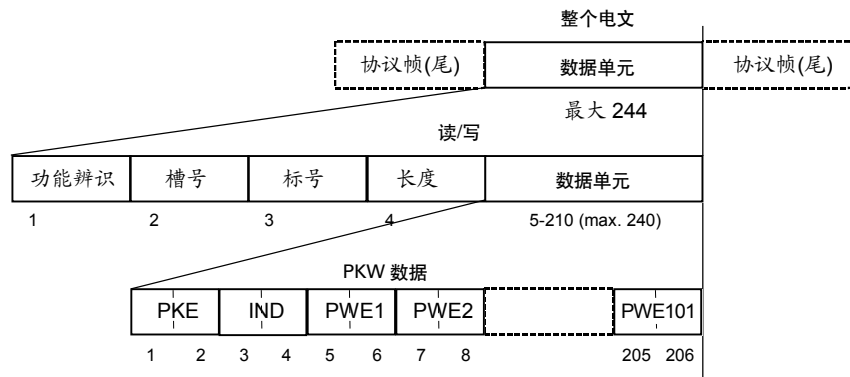 整个电文
协议帧(尾) 数据单元 协议帧(尾)
最大 244
读/写
功能辨识 槽号 标号 长度 数据单元
1 2 3 4 5-210 (max. 240)
PKW 数据
PKE IND PWE1 PWE2 PWE101
1 2 3 4 5 6 7 8 205 206